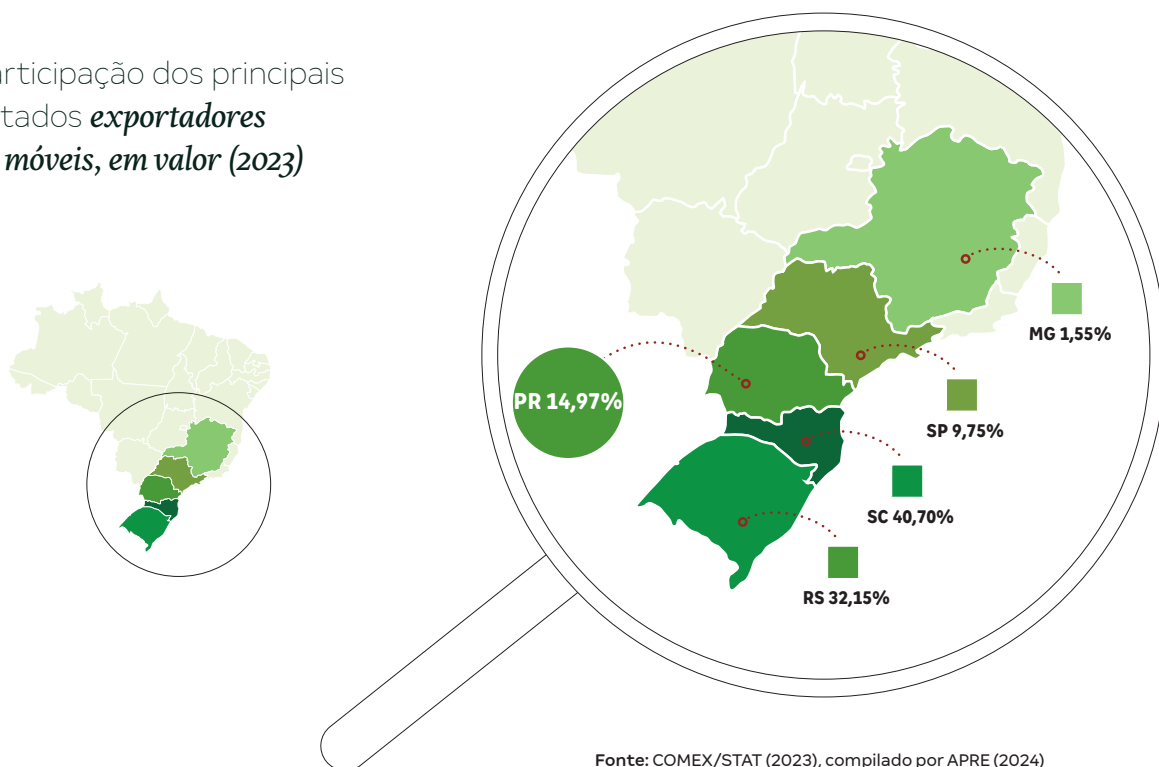 articipação dos principais
tados exportadores
móveis, em valor (2023)
MG 1,55%
PR 14,97%
SP 9,75%
SC 40,70%
RS 32,15%
Fonte: COMEX/STAT (2023), compilado por APRE (2024)